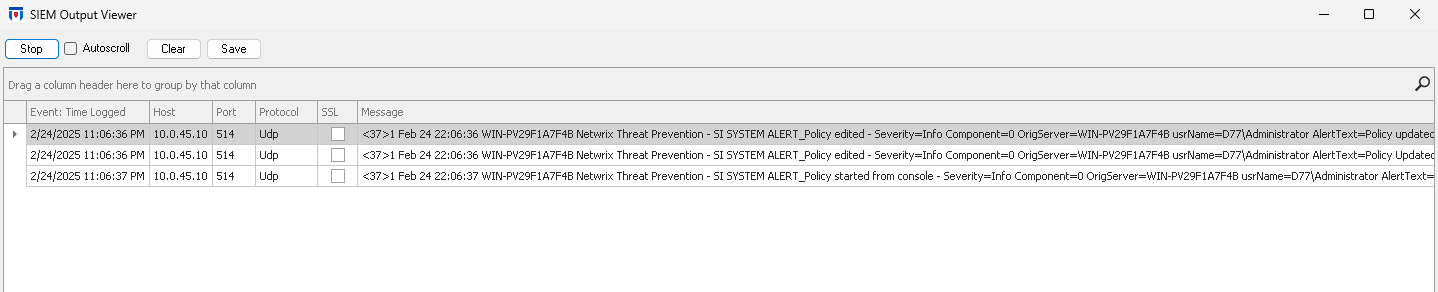 SIEM Output Viewer
Stop Autoscroll Clear Save
Drag a column header here to group by that column
Event: Time Logged Host Port Protocol SSL Message
2/24/2025 11:06:36 PM 10.0.45.10 514 Udp <37>1 Feb 24 22:06:36 WIN-PV29F1A7F4B Netwrix Threat Prevention - SI SYSTEM ALERT_Policy edited - Severity=Info Component=0 OrigServer=WIN-PV29F1A7F4B usrName=D77\Administrator AlertText=Policy updated
2/24/2025 11:06:36 PM 10.0.45.10 514 Udp <37>1 Feb 24 22:06:36 WIN-PV29F1A7F4B Netwrix Threat Prevention - SI SYSTEM ALERT_Policy edited - Severity=Info Component=0 OrigServer=WIN-PV29F1A7F4B usrName=D77\Administrator AlertText=Policy Updated
2/24/2025 11:06:37 PM 10.0.45.10 514 Udp <37>1 Feb 24 22:06:37 WIN-PV29F1A7F4B Netwrix Threat Prevention - SI SYSTEM ALERT_Policy started from console - Severity=Info Component=0 OrigServer=WIN-PV29F1A7F4B usrName=D77\Administrator AlertText=